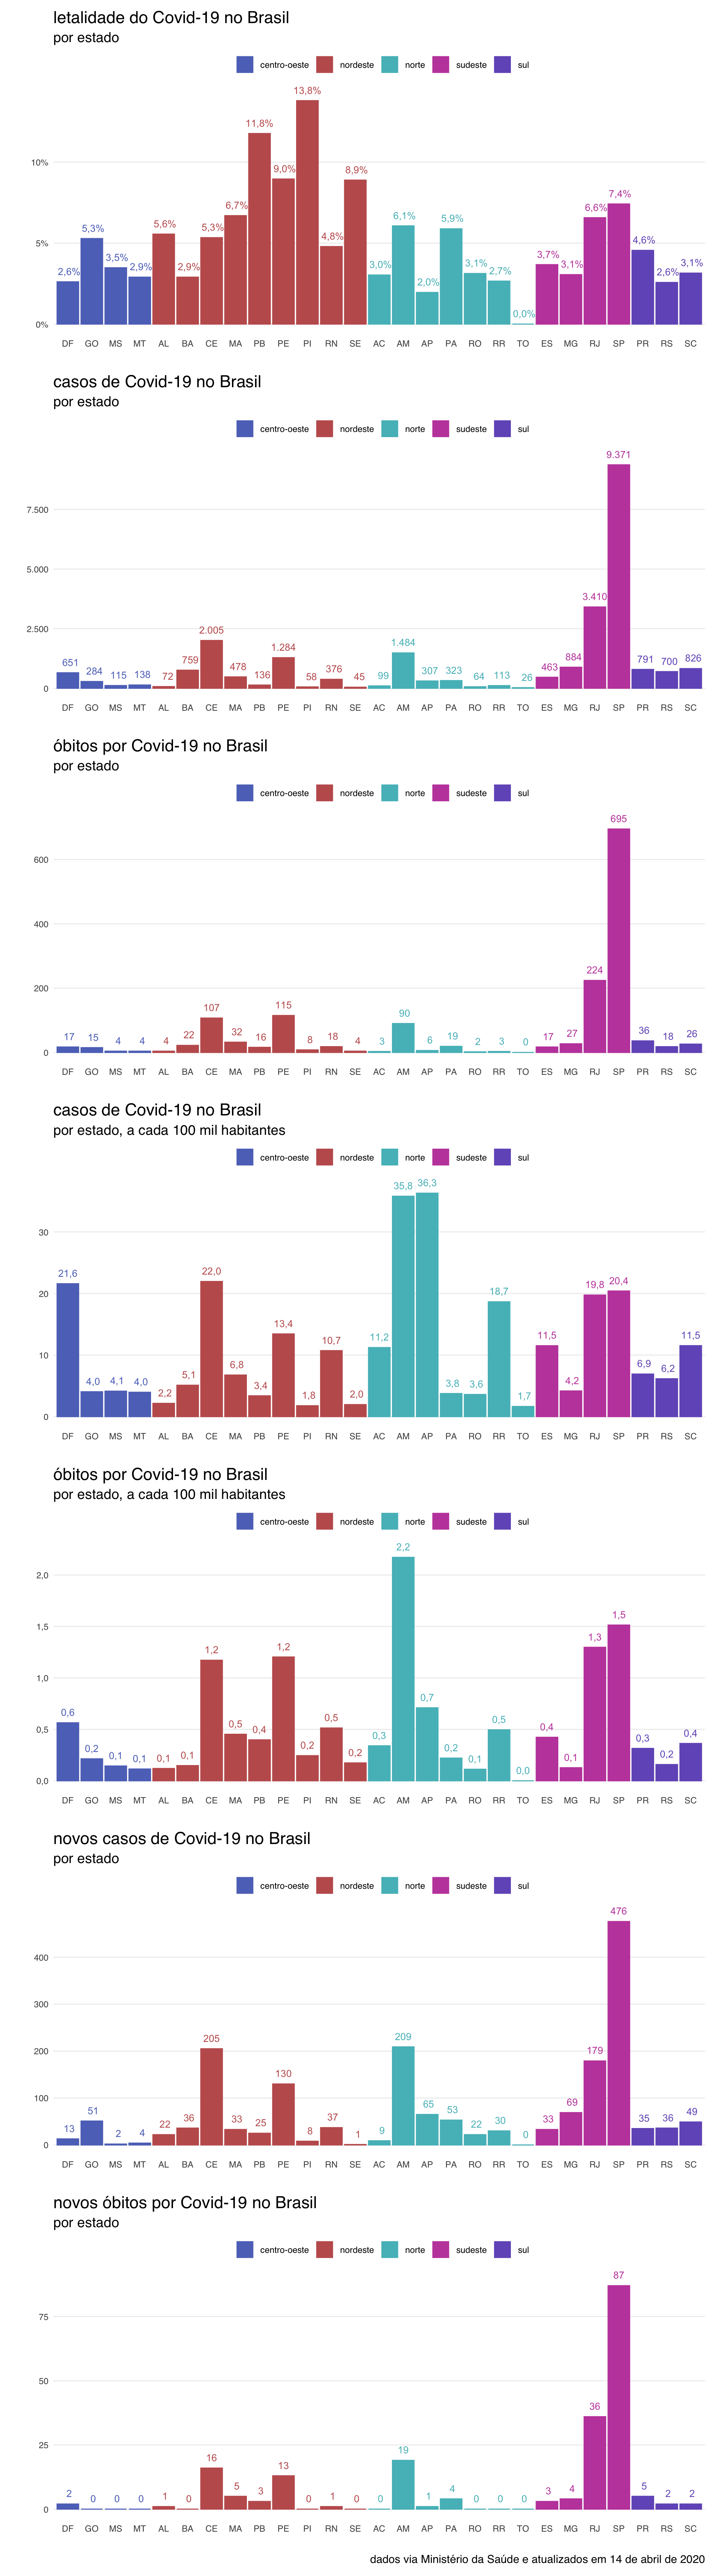 letalidade do Covid-19 no Brasil
por estado
centro-oeste nordeste norte sudeste sul
13,8%
11,8%
10%
9,0% 8,9%
7,4%
6,7% 6,6%
6,1% 5,9%
5,3% 5,6% 5,3%
5%
4,8% 4,6%
3,5% 3,7%
2,6% 2,9% 2,9% 3,0% 2,0% 3,1% 2,7% 3,1% 2,6% 3,1%
0% 0,0%
DF GO MS MT AL BA CE MA PB PE PI RN SE AC AM AP PA RO RR TO ES MG RJ SP PR RS SC
casos de Covid-19 no Brasil
por estado
centro-oeste nordeste norte sudeste sul
9.371
7.500
5.000
3.410
2.500
651 284 115 138 72 759 2.005 478 136 1.284 58 376 45 99 1.484 307 323 64 113 26 463 884 791 700 826
0
DF GO MS MT AL BA CE MA PB PE PI RN SE AC AM AP PA RO RR TO ES MG RJ SP PR RS SC
óbitos por Covid-19 no Brasil
por estado
centro-oeste nordeste norte sudeste sul
695
600
400
224
200
17 15 4 4 4 22 107 32 16 115 8 18 4 3 90 6 19 2 3 0 17 27 36 18 26
0
DF GO MS MT AL BA CE MA PB PE PI RN SE AC AM AP PA RO RR TO ES MG RJ SP PR RS SC
casos de Covid-19 no Brasil
por estado, a cada 100 mil habitantes
centro-oeste nordeste norte sudeste sul
35,8 36,3
30
21,6 22,0 18,7 19,8 20,4
20
13,4 10,7 11,2 11,5 11,5
10
4,0 4,1 4,0 2,2 5,1 6,8 3,4 1,8 2,0 3,8 3,6 1,7 4,2 6,9 6,2
0
DF GO MS MT AL BA CE MA PB PE PI RN SE AC AM AP PA RO RR TO ES MG RJ SP PR RS SC
óbitos por Covid-19 no Brasil
por estado, a cada 100 mil habitantes
centro-oeste nordeste norte sudeste sul
2,2
2,0
1,5
1,5
1,2 1,2 1,3
1,0
0,6 0,7
0,5
0,2 0,1 0,1 0,1 0,1 0,5 0,4 0,2 0,5 0,2 0,3 0,2 0,1 0,5 0,0 0,4 0,1 0,3 0,2 0,4
0,0
DF GO MS MT AL BA CE MA PB PE PI RN SE AC AM AP PA RO RR TO ES MG RJ SP PR RS SC
novos casos de Covid-19 no Brasil
por estado
centro-oeste nordeste norte sudeste sul
476
400
300
205 209
200
130 179
100
13 51 2 4 22 36 33 25 8 37 1 9 65 53 22 30 0 33 69 35 36 49
0
DF GO MS MT AL BA CE MA PB PE PI RN SE AC AM AP PA RO RR TO ES MG RJ SP PR RS SC
novos óbitos por Covid-19 no Brasil
por estado
centro-oeste nordeste norte sudeste sul
87
75
50
36
25
2 0 0 0 1 0 16 5 3 13 0 1 0 0 19 1 4 0 0 0 3 4 5 2 2
0
DF GO MS MT AL BA CE MA PB PE PI RN SE AC AM AP PA RO RR TO ES MG RJ SP PR RS SC
dados via Ministério da Saúde e atualizados em 14 de abril de 2020